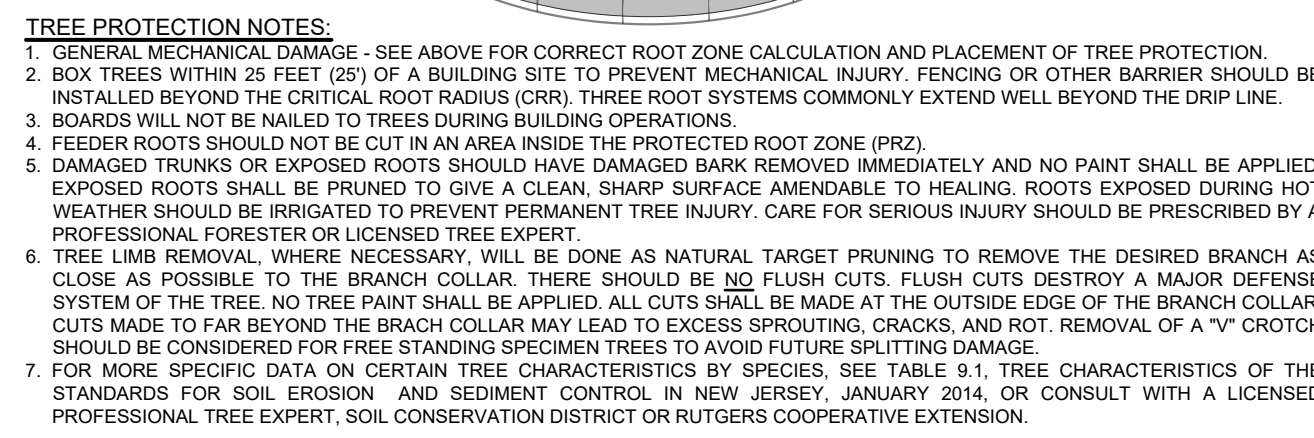 TREE PROTECTION NOTES:
1. GENERAL MECHANICAL DAMAGE - SEE ABOVE FOR CORRECT ROOT ZONE CALCULATION AND PLACEMENT OF TREE PROTECTION.
2. BOX TREES WITHIN 25 FEET (25') OF A BUILDING SITE TO PREVENT MECHANICAL INJURY. FENCING OR OTHER BARRIER SHOULD BE
INSTALLED BEYOND THE CRITICAL ROOT RADIUS (CRR). THREE ROOT SYSTEMS COMMONLY EXTEND WELL BEYOND THE DRIP LINE.
3. BOARDS WILL NOT BE NAILED TO TREES DURING BUILDING OPERATIONS.
4. FEEDER ROOTS SHOULD NOT BE CUT IN AN AREA INSIDE THE PROTECTED ROOT ZONE (PRZ).
5. DAMAGED TRUNKS OR EXPOSED ROOTS SHOULD HAVE DAMAGED BARK REMOVED IMMEDIATELY AND NO PAINT SHALL BE APPLIED
EXPOSED ROOTS SHALL BE PRUNED TO GIVE A CLEAN, SHARP SURFACE AMENDABLE TO HEALING. ROOTS EXPOSED DURING HOT
WEATHER SHOULD BE IRRIGATED TO PREVENT PERMANENT TREE INJURY. CARE FOR SERIOUS INJURY SHOULD BE PRESCRIBED BY A
PROFESSIONAL FORESTER OR LICENSED TREE EXPERT.
6. TREE LIMB REMOVAL, WHERE NECESSARY, WILL BE DONE AS NATURAL TARGET PRUNING TO REMOVE THE DESIRED BRANCH AS
CLOSE AS POSSIBLE TO THE BRANCH COLLAR. THERE SHOULD BE NO FLUSH CUTS. FLUSH CUTS DESTROY A MAJOR DEFENSE
SYSTEM OF THE TREE. NO TREE PAINT SHALL BE APPLIED. ALL CUTS SHALL BE MADE AT THE OUTSIDE EDGE OF THE BRANCH COLLAR
CUTS MADE TO FAR BEYOND THE BRACH COLLAR MAY LEAD TO EXCESS SPROUTING, CRACKS, AND ROT. REMOVAL OF A "V" CROTCH
SHOULD BE CONSIDERED FOR FREE STANDING SPECIMEN TREES TO AVOID FUTURE SPLITTING DAMAGE.
7. FOR MORE SPECIFIC DATA ON CERTAIN TREE CHARACTERISTICS BY SPECIES, SEE TABLE 9.1, TREE CHARACTERISTICS OF THE
STANDARDS FOR SOIL EROSION AND SEDIMENT CONTROL IN NEW JERSEY, JANUARY 2014, OR CONSULT WITH A LICENSED
PROFESSIONAL TREE EXPERT, SOIL CONSERVATION DISTRICT OR RUTGERS COOPERATIVE EXTENSION.